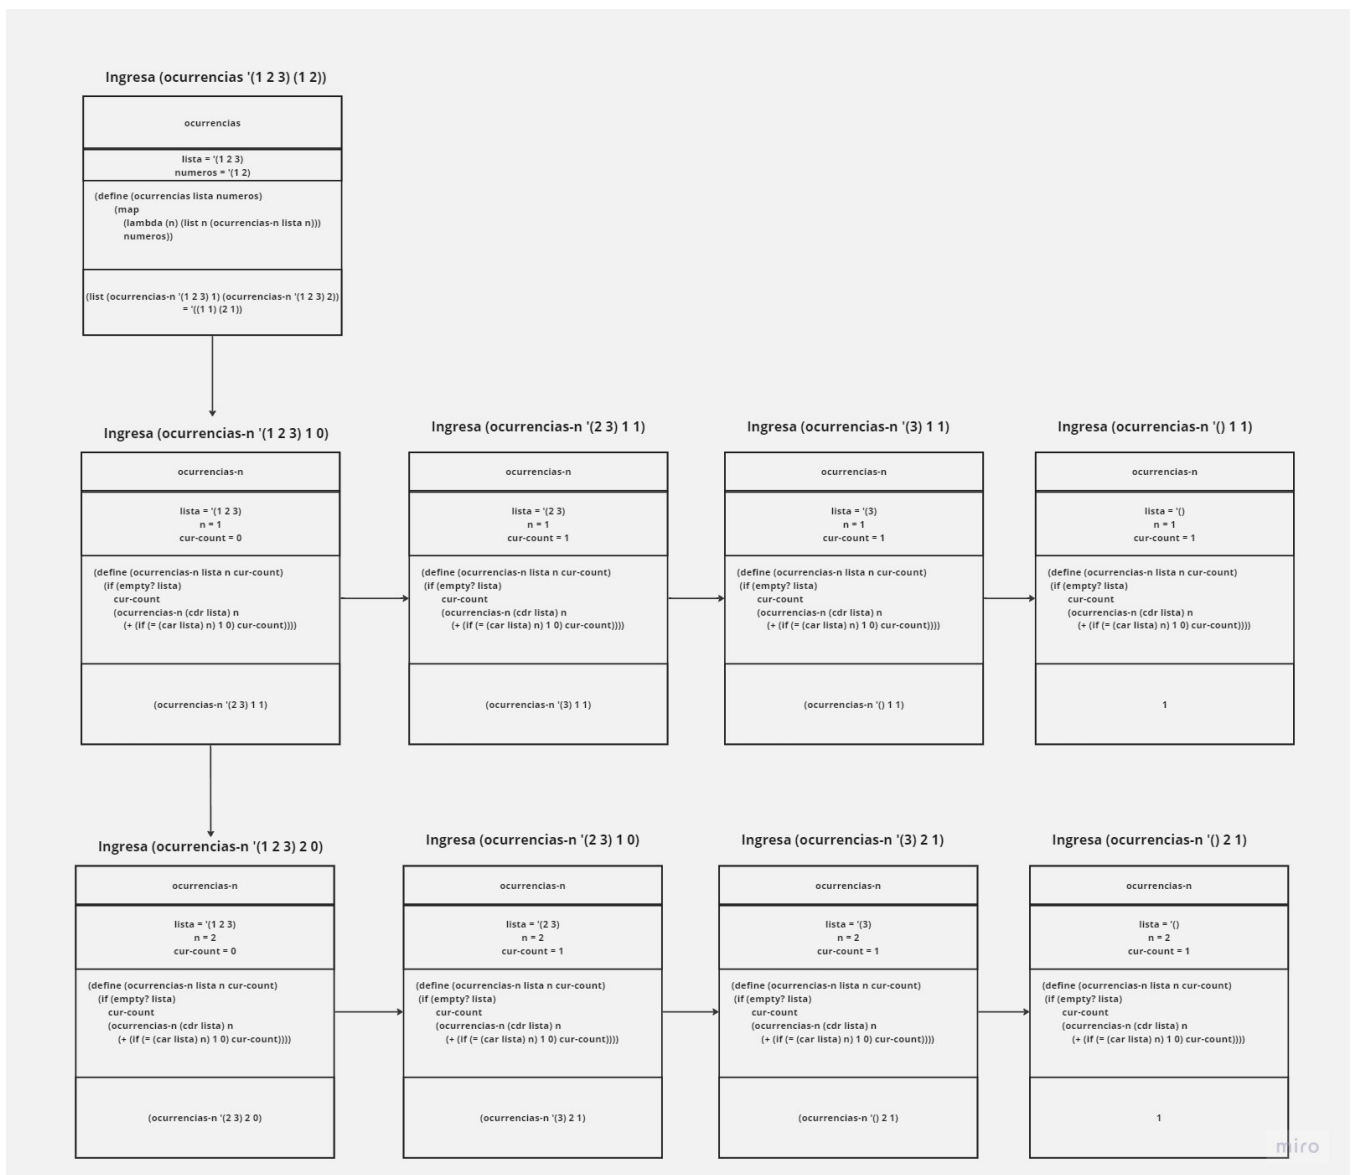 Ingresa (ocurrencias '(1 2 3) (1 2))
ocurrencias
lista = '(1 2 3)
numeros = '(1 2)
(define (ocurrencias lista numeros)
(map
(lambda (n) (list n (ocurrencias-n lista n)))
numeros))
(list (ocurrencias-n '(1 2 3) 1) (ocurrencias-n '(1 2 3) 2))
= '((1 1) (2 1))
Ingresa (ocurrencias-n '(1 2 3) 1 0)
ocurrencias-n
lista = '(1 2 3)
n = 1
cur-count = 0
(define (ocurrencias-n lista n cur-count)
(if (empty? lista)
cur-count
(ocurrencias-n (cdr lista) n
(+ (if (= (car lista) n) 1 0) cur-count))))
(ocurrencias-n '(2 3) 1 1)
Ingresa (ocurrencias-n '(2 3) 1 1)
ocurrencias-n
lista = '(2 3)
n = 1
cur-count = 1
(define (ocurrencias-n lista n cur-count)
(if (empty? lista)
cur-count
(ocurrencias-n (cdr lista) n
(+ (if (= (car lista) n) 1 0) cur-count))))
(ocurrencias-n '(3) 1 1)
Ingresa (ocurrencias-n '(3) 1 1)
ocurrencias-n
lista = '(3)
n = 1
cur-count = 1
(define (ocurrencias-n lista n cur-count)
(if (empty? lista)
cur-count
(ocurrencias-n (cdr lista) n
(+ (if (= (car lista) n) 1 0) cur-count))))
(ocurrencias-n '() 1 1)
Ingresa (ocurrencias-n '() 1 1)
ocurrencias-n
lista = '()
n = 1
cur-count = 1
(define (ocurrencias-n lista n cur-count)
(if (empty? lista)
cur-count
(ocurrencias-n (cdr lista) n
(+ (if (= (car lista) n) 1 0) cur-count))))
1
Ingresa (ocurrencias-n '(1 2 3) 2 0)
ocurrencias-n
lista = '(1 2 3)
n = 2
cur-count = 0
(define (ocurrencias-n lista n cur-count)
(if (empty? lista)
cur-count
(ocurrencias-n (cdr lista) n
(+ (if (= (car lista) n) 1 0) cur-count))))
(ocurrencias-n '(2 3) 2 0)
Ingresa (ocurrencias-n '(2 3) 1 0)
ocurrencias-n
lista = '(2 3)
n = 2
cur-count = 1
(define (ocurrencias-n lista n cur-count)
(if (empty? lista)
cur-count
(ocurrencias-n (cdr lista) n
(+ (if (= (car lista) n) 1 0) cur-count))))
(ocurrencias-n '(3) 2 1)
Ingresa (ocurrencias-n '(3) 2 1)
ocurrencias-n
lista = '(3)
n = 2
cur-count = 1
(define (ocurrencias-n lista n cur-count)
(if (empty? lista)
cur-count
(ocurrencias-n (cdr lista) n
(+ (if (= (car lista) n) 1 0) cur-count))))
(ocurrencias-n '() 2 1)
Ingresa (ocurrencias-n '() 2 1)
ocurrencias-n
lista = '()
n = 2
cur-count = 1
(define (ocurrencias-n lista n cur-count)
(if (empty? lista)
cur-count
(ocurrencias-n (cdr lista) n
(+ (if (= (car lista) n) 1 0) cur-count))))
1
miro